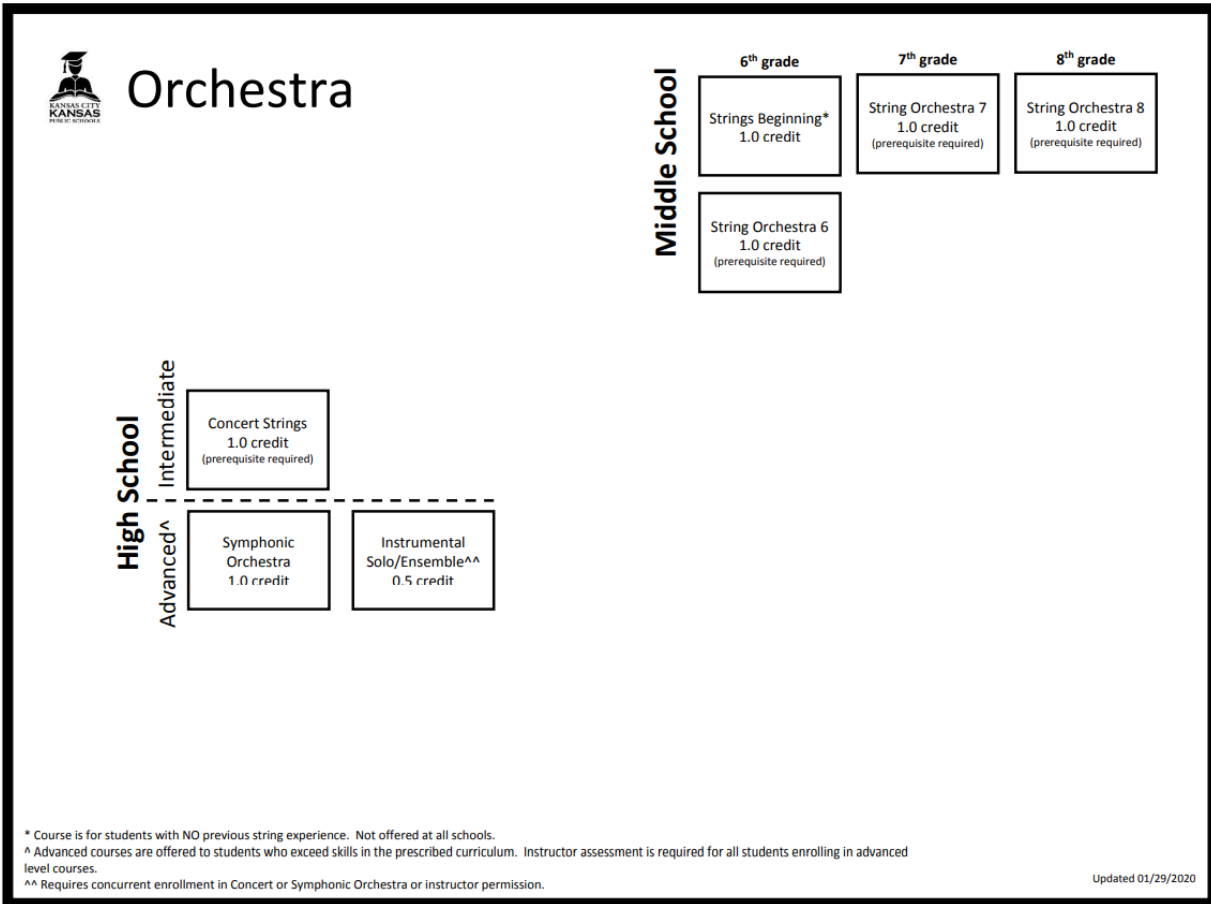 KANSAS CITY
KANSAS
PUBLIC SCHOOLS
Orchestra
Middle School
6th grade
7th grade
8th grade
Strings Beginning*
1.0 credit
String Orchestra 7
1.0 credit
(prerequisite required)
String Orchestra 8
1.0 credit
(prerequisite required)
String Orchestra 6
1.0 credit
(prerequisite required)
High School
Intermediate
Concert Strings
1.0 credit
(prerequisite required)
Advanced^
Symphonic
Orchestra
1.0 credit
Instrumental
Solo/Ensemble^^
0.5 credit
* Course is for students with NO previous string experience.  Not offered at all schools.
^ Advanced courses are offered to students who exceed skills in the prescribed curriculum.  Instructor assessment is required for all students enrolling in advanced
level courses.
^^ Requires concurrent enrollment in Concert or Symphonic Orchestra or instructor permission.
Updated 01/29/2020